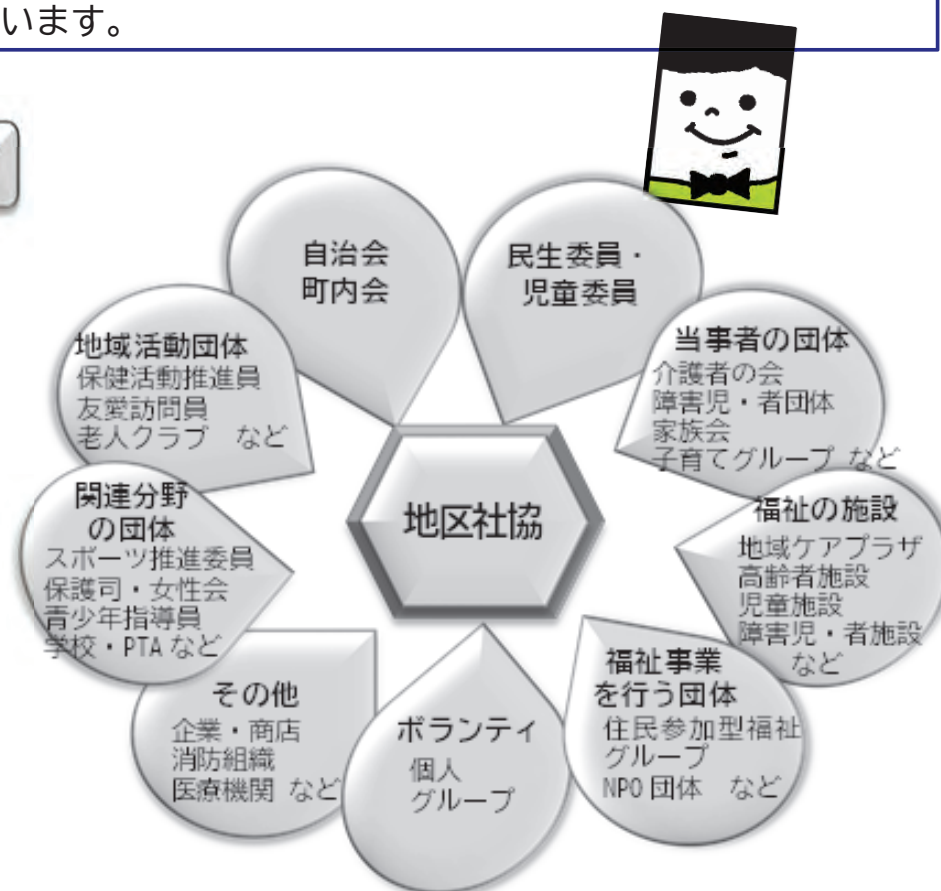 います。
自治会
町内会
民生委員・
児童委員
地域活動団体
保健活動推進員
友愛訪問員
老人クラブ など
当事者の団体
介護者の会
障害児・者団体
家族会
子育てグループ など
関連分野
の団体
スポーツ推進委員
保護司・女性会
青少年指導員
学校・PTA など
地区社協
福祉の施設
地域ケアプラザ
高齢者施設
児童施設
障害児・者施設
など
その他
企業・商店
消防組織
医療機関 など
ボランティ
個人
グループ
福祉事業
を行う団体
住民参加型福祉
グループ
NPO 団体 など